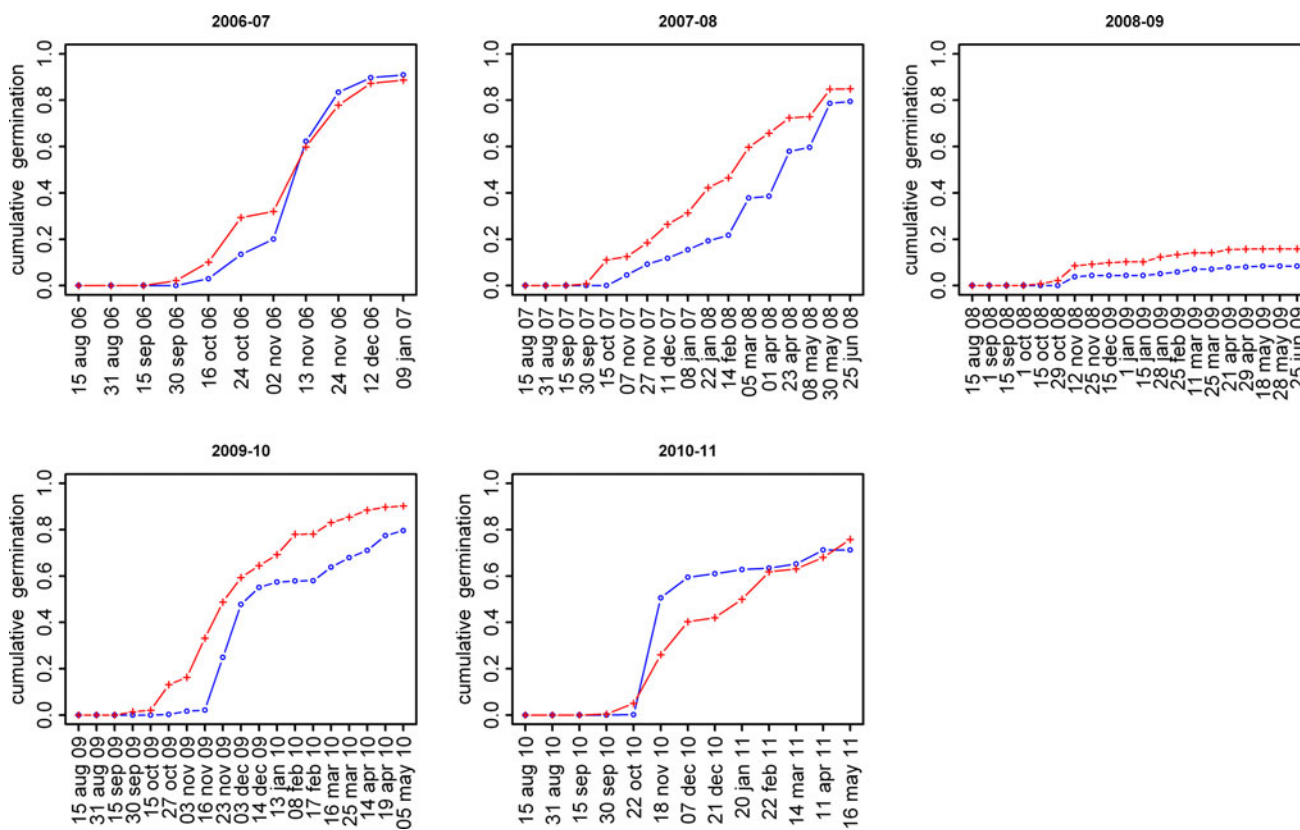 2006-07
cumulative germination
1.0
0.8
0.6
0.4
0.2
0.0
15 aug 06
31 aug 06
15 sep 06
30 sep 06
16 oct 06
24 oct 06
02 nov 06
13 nov 06
24 nov 06
12 dec 06
09 jan 07
2007-08
cumulative germination
1.0
0.8
0.6
0.4
0.2
0.0
15 aug 07
31 aug 07
15 sep 07
30 sep 07
15 oct 07
07 nov 07
27 nov 07
11 dec 07
08 jan 08
22 jan 08
14 feb 08
05 mar 08
01 apr 08
23 apr 08
08 may 08
30 may 08
25 jun 08
2008-09
cumulative germination
1.0
0.8
0.6
0.4
0.2
0.0
15 aug 08
1 sep 08
15 sep 08
1 oct 08
15 oct 08
29 oct 08
12 nov 08
25 nov 08
15 dec 09
1 jan 09
15 jan 09
28 jan 09
25 feb 09
11 mar 09
25 mar 09
21 apr 09
29 apr 09
18 may 09
28 may 09
25 jun 09
2009-10
cumulative germination
1.0
0.8
0.6
0.4
0.2
0.0
15 aug 09
31 aug 09
15 sep 09
30 sep 09
15 oct 09
27 oct 09
03 nov 09
16 nov 09
23 nov 09
03 dec 09
14 dec 09
13 jan 10
08 feb 10
17 feb 10
16 mar 10
25 mar 10
14 apr 10
19 apr 10
05 may 10
2010-11
cumulative germination
1.0
0.8
0.6
0.4
0.2
0.0
15 aug 10
31 aug 10
15 sep 10
30 sep 10
22 oct 10
18 nov 10
07 dec 10
21 dec 10
20 jan 11
22 feb 11
14 mar 11
11 apr 11
16 may 11